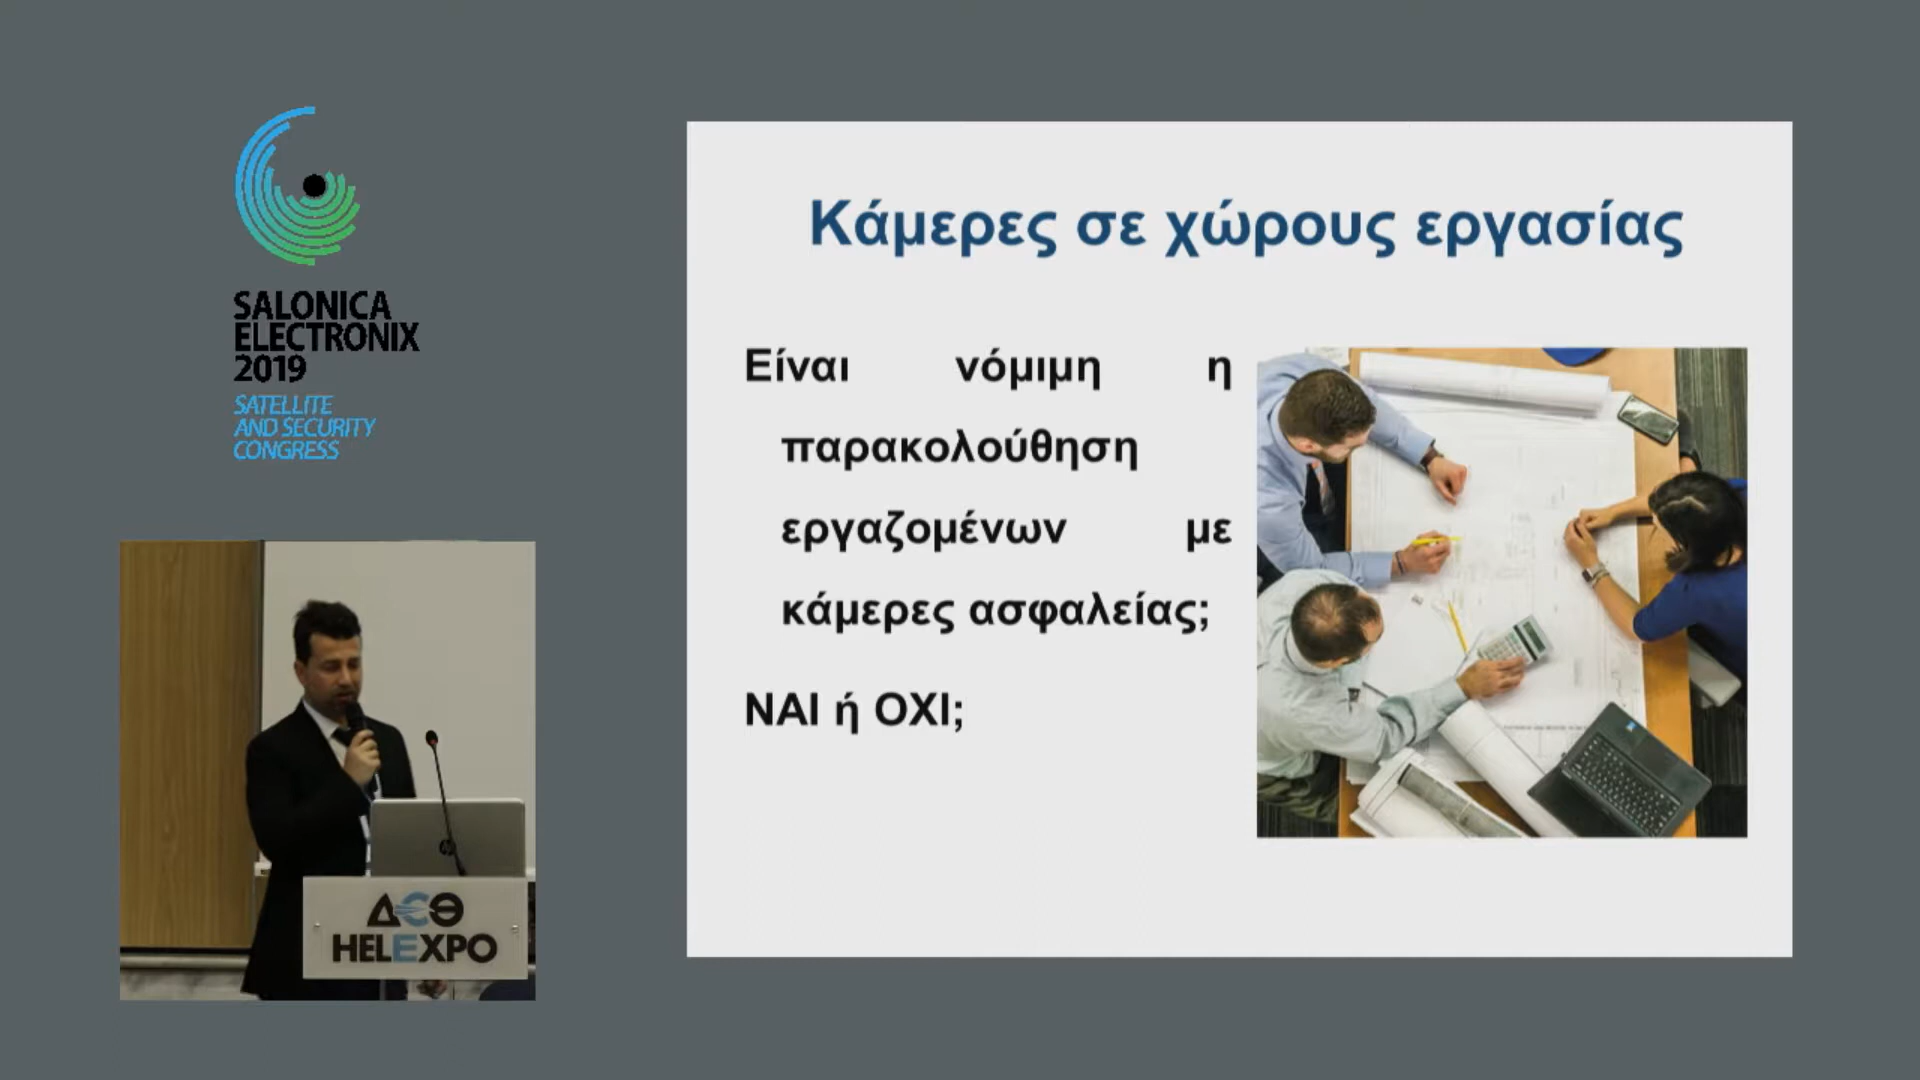 SALONICA
ELECTRONIX
2019
SATELLITE
AND SECURITY
CONGRESS
Κάμερες σε χώρους εργασίας
Είναι νόμιμη η
παρακολούθηση
εργαζομένων με
κάμερες ασφαλείας;
ΝΑΙ ή ΟΧΙ;
hp
ΔΕΘ
HELEXPO